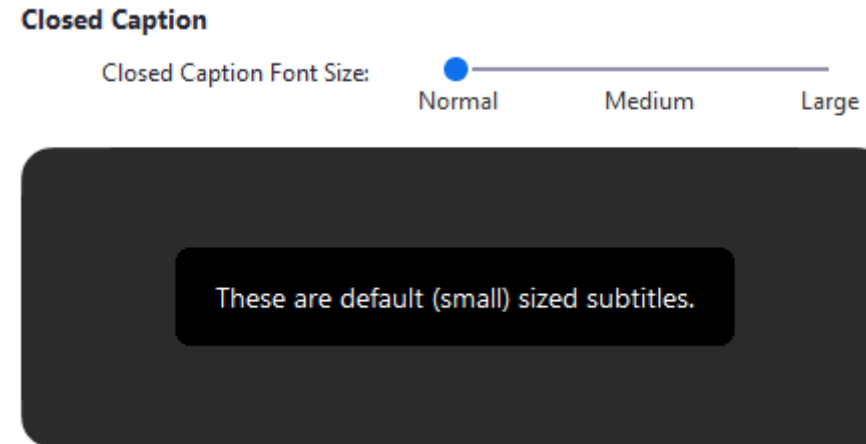 Closed Caption
Closed Caption Font Size:
Normal Medium Large
These are default (small) sized subtitles.